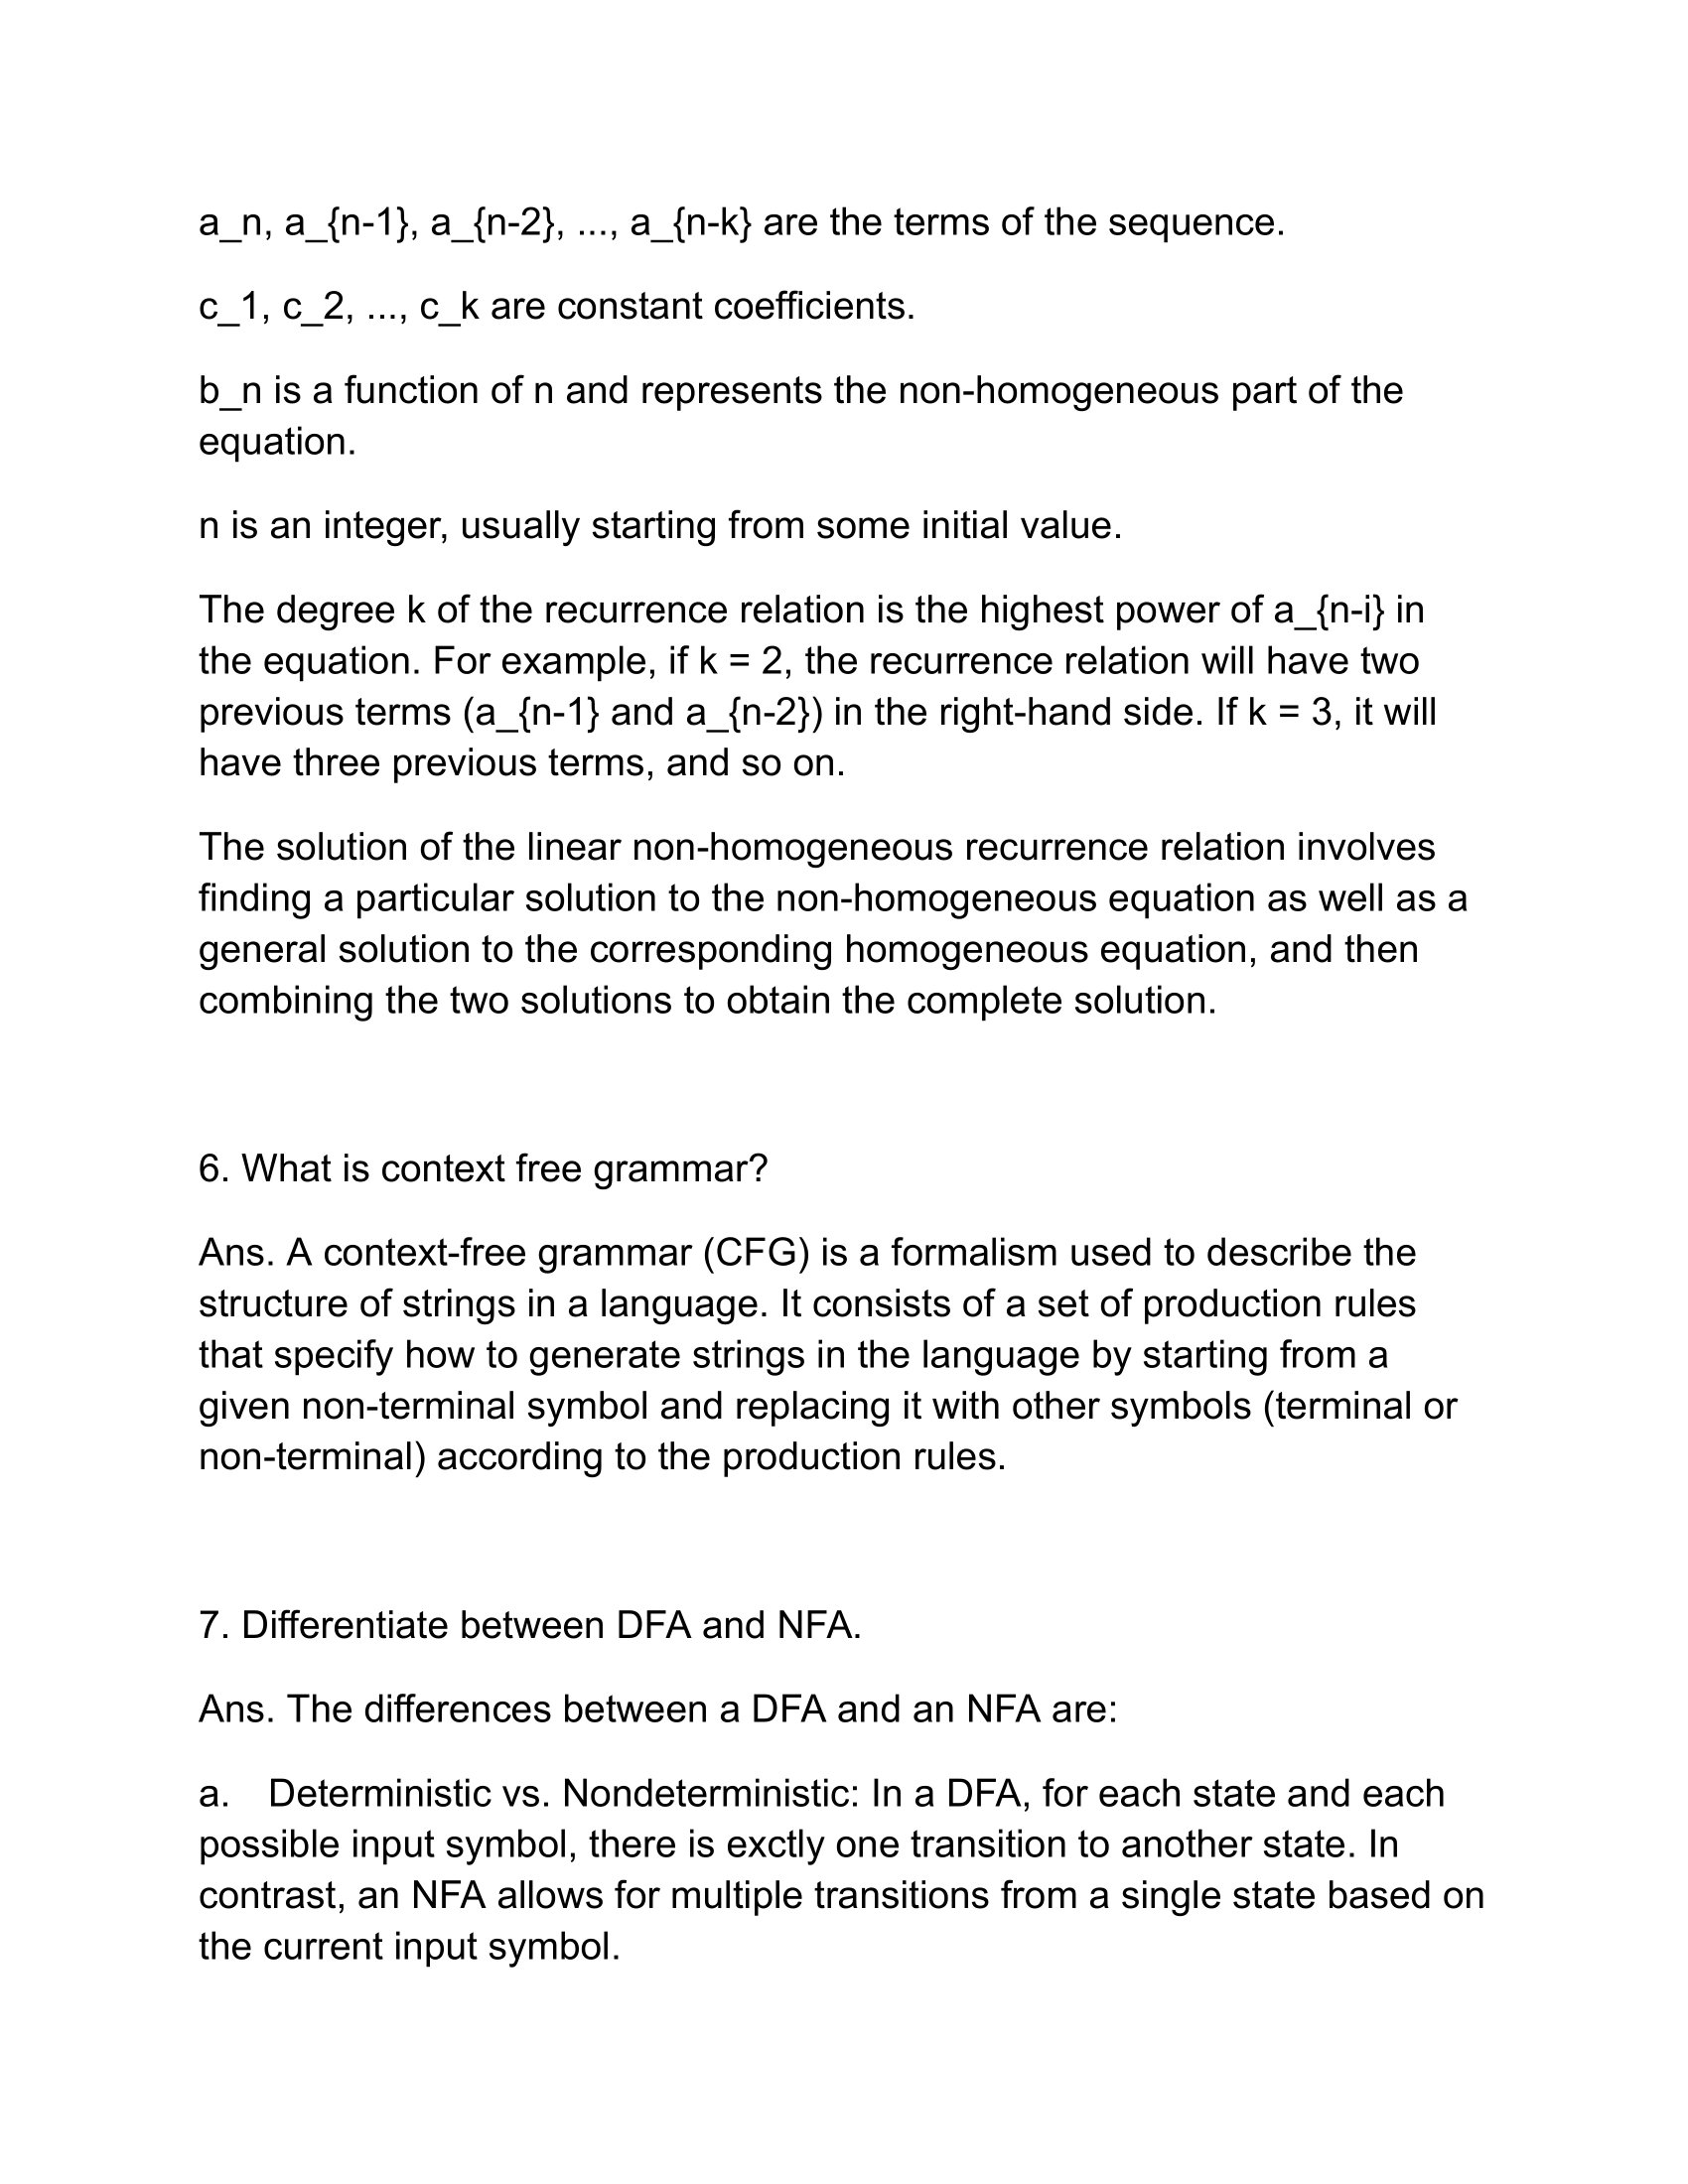 a_n, a_{n-1}, a_{n-2}, ..., a_{n-k} are the terms of the sequence.
c_1, c_2, ..., c_k are constant coefficients.
b_n is a function of n and represents the non-homogeneous part of the
equation.
n is an integer, usually starting from some initial value.
The degree k of the recurrence relation is the highest power of a_{n-i} in
the equation. For example, if k = 2, the recurrence relation will have two
previous terms (a_{n-1} and a_{n-2}) in the right-hand side. If k = 3, it will
have three previous terms, and so on.
The solution of the linear non-homogeneous recurrence relation involves
finding a particular solution to the non-homogeneous equation as well as a
general solution to the corresponding homogeneous equation, and then
combining the two solutions to obtain the complete solution.
6. What is context free grammar?
Ans. A context-free grammar (CFG) is a formalism used to describe the
structure of strings in a language. It consists of a set of production rules
that specify how to generate strings in the language by starting from a
given non-terminal symbol and replacing it with other symbols (terminal or
non-terminal) according to the production rules.
7. Differentiate between DFA and NFA.
Ans. The differences between a DFA and an NFA are:
a. Deterministic vs. Nondeterministic: In a DFA, for each state and each
possible input symbol, there is exctly one transition to another state. In
contrast, an NFA allows for multiple transitions from a single state based on
the current input symbol.